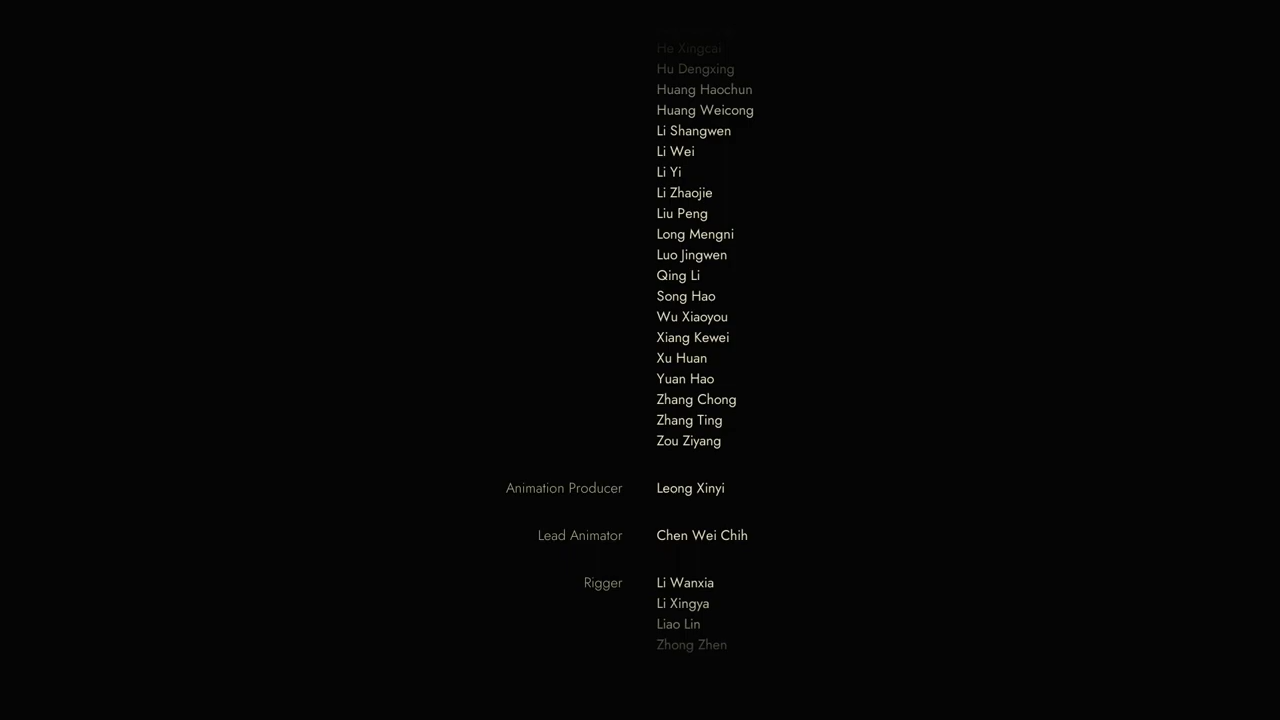 He Xingcai
Hu Dengxing
Huang Haochun
Huang Weicong
Li Shangwen
Li Wei
Li Yi
Li Zhaojie
Liu Peng
Long Mengni
Luo Jingwen
Qing Li
Song Hao
Wu Xiaoyou
Xiang Kewei
Xu Huan
Yuan Hao
Zhang Chong
Zhang Ting
Zou Ziyang
Animation Producer Leong Xinyi
Lead Animator Chen Wei Chih
Rigger Li Wanxia
Li Xingya
Liao Lin
Zhong Zhen